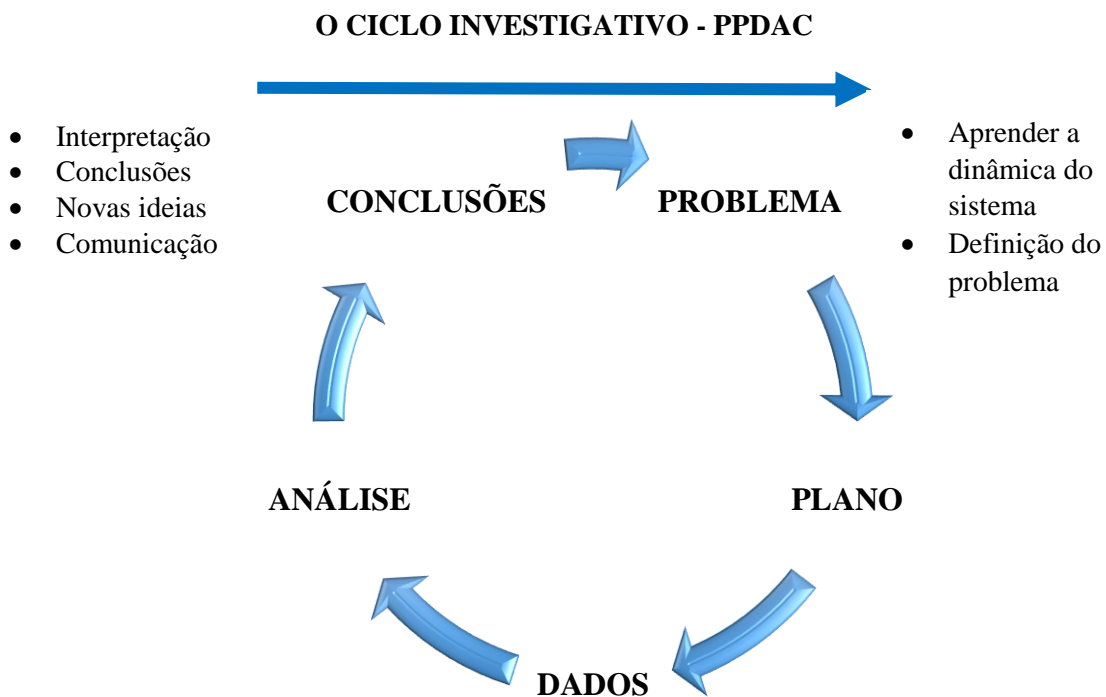 O CICLO INVESTIGATIVO - PPDAC
• Interpretação
• Conclusões
• Novas ideias
• Comunicação
CONCLUSÕES
PROBLEMA
• Aprender a
dinâmica do
sistema
• Definição do
problema
ANÁLISE
PLANO
DADOS